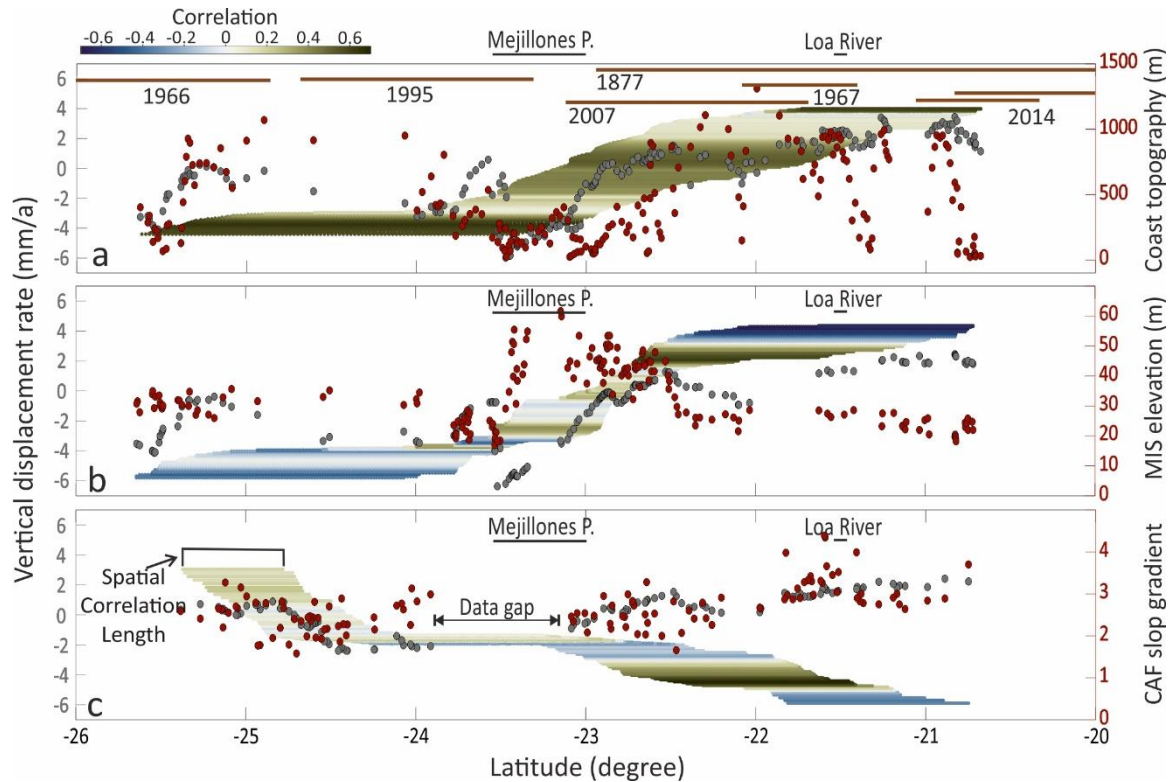 Correlation
-0.6 -0.4 -0.2 0 0.2 0.4 0.6
Mejillones P. Loa River
6 4 2 0 -2 -4 -6
1500 1000 500 0
1966 1995 1877 2007 1967 2014
a
Coast topography (m)
Mejillones P. Loa River
6 4 2 0 -2 -4 -6
60 50 40 30 20 10 0
b
Vertical displacement rate (mm/a)
MIS elevation (m)
Mejillones P. Loa River
6 4 2 0 -2 -4 -6
4 3 2 1 0
Spatial
Correlation
Length
Data gap
c
CAF slop gradient
-26 -25 -24 -23 -22 -21 -20
Latitude (degree)